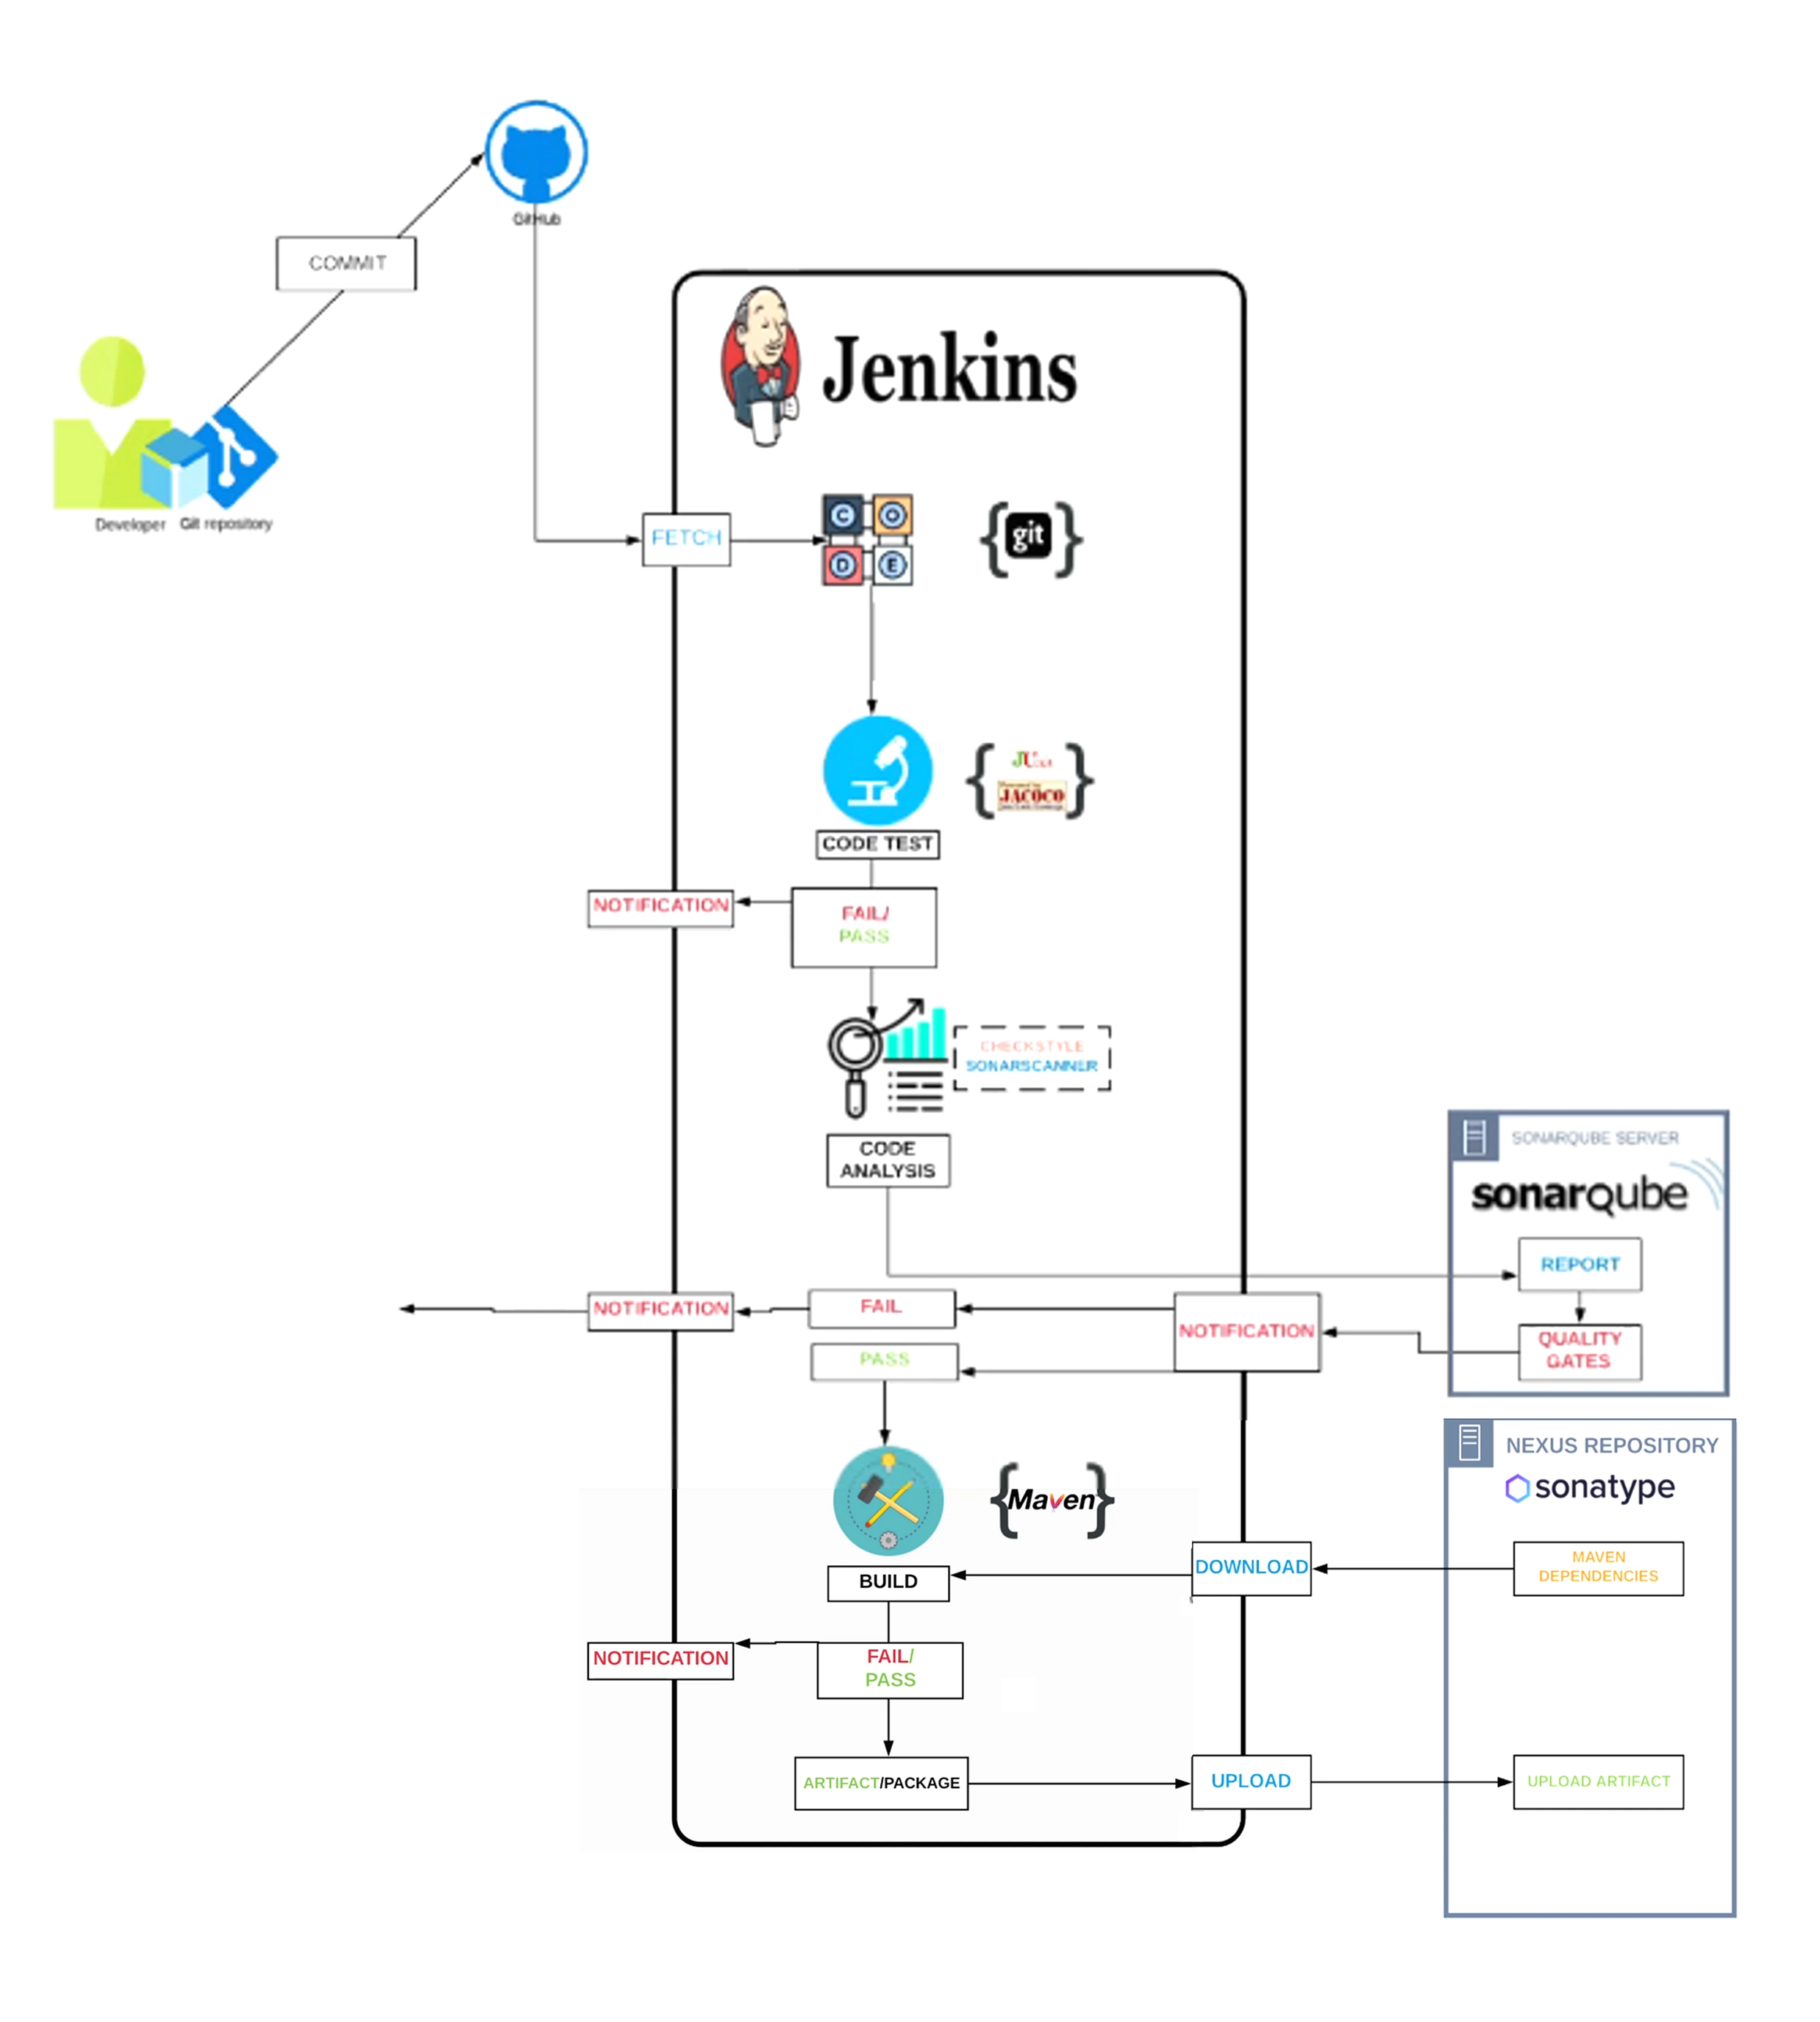 GitHub
COMMIT
Developer Git repository
Jenkins
FETCH
C O
D E
git
JACOCO
CODE TEST
NOTIFICATION
FAIL/
PASS
CHECKSTYLE
SONARSCANNER
CODE
ANALYSIS
SONARQUBE SERVER
sonarqube
REPORT
NOTIFICATION
FAIL
NOTIFICATION
QUALITY
GATES
PASS
NEXUS REPOSITORY
sonatype
Maven
BUILD
DOWNLOAD
MAVEN
DEPENDENCIES
NOTIFICATION
FAIL/
PASS
ARTIFACT/PACKAGE
UPLOAD
UPLOAD ARTIFACT